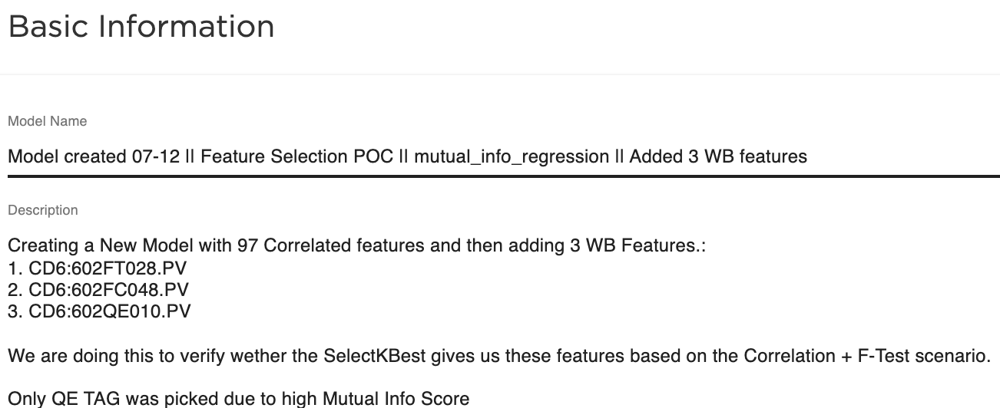 Basic Information
Model Name
Model created 07-12 || Feature Selection POC || mutual_info_regression || Added 3 WB features
Description
Creating a New Model with 97 Correlated features and then adding 3 WB Features.:
1. CD6:602FT028.PV
2. CD6:602FC048.PV
3. CD6:602QE010.PV
We are doing this to verify wether the SelectKBest gives us these features based on the Correlation + F-Test scenario.
Only QE TAG was picked due to high Mutual Info Score